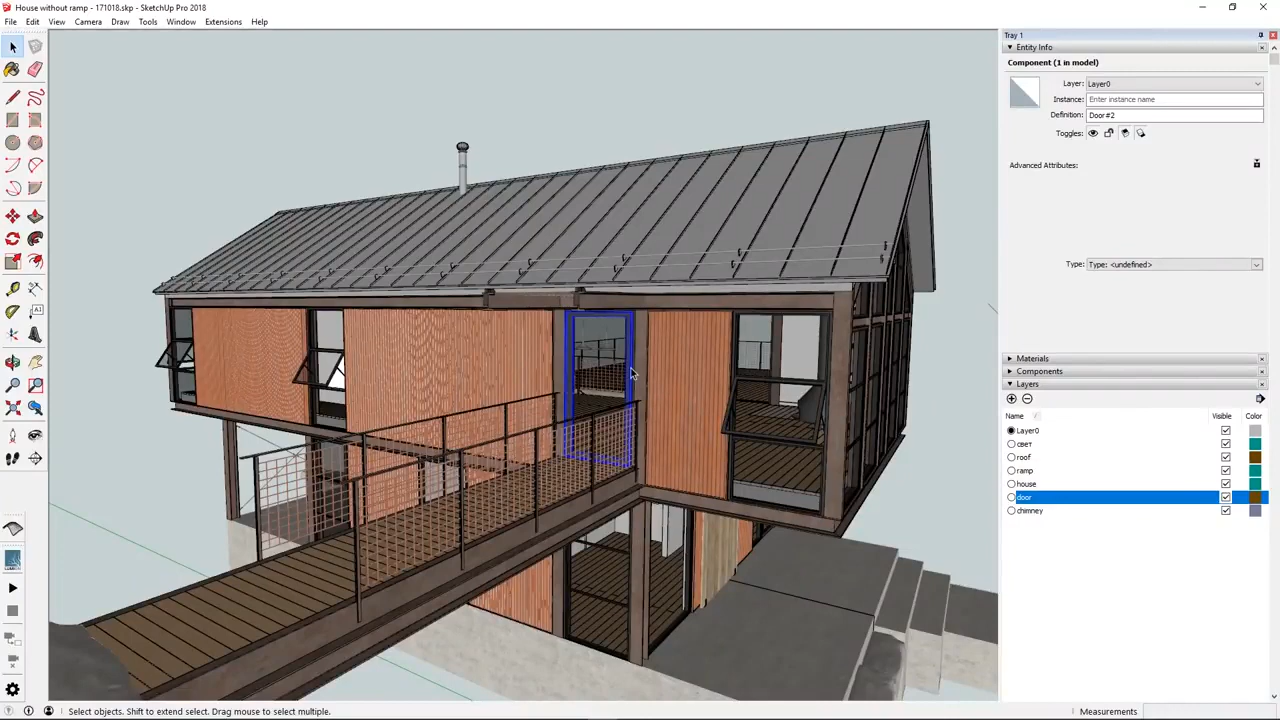 House without ramp - 171018.skp - SketchUp Pro 2018
File Edit View Camera Draw Tools Window Extensions Help
Tray 1
Entity Info
Component (1 in model)
Layer: Layer0
Instance: Enter instance name
Definition: Door#2
Toggles:
Advanced Attributes:
Type: Type: <undefined>
Materials
Components
Layers
Name Visible Color
Layer0
свет
roof
ramp
house
door
chimney
Select objects. Shift to extend select. Drag mouse to select multiple.
Measurements